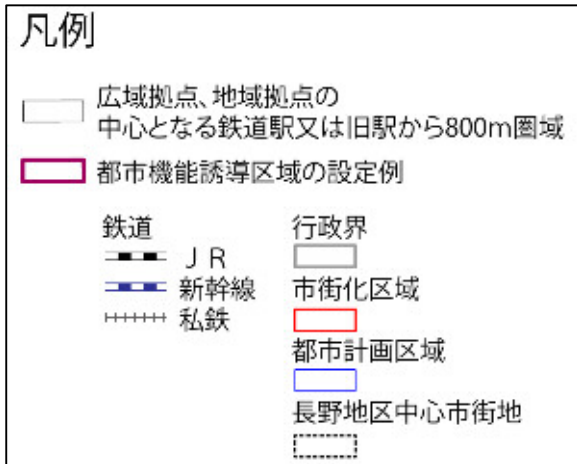 凡例
広域拠点、地域拠点の
中心となる鉄道駅又は旧駅から800m圏域
都市機能誘導区域の設定例
鉄道
ＪＲ
新幹線
私鉄
行政界
市街化区域
都市計画区域
長野地区中心市街地